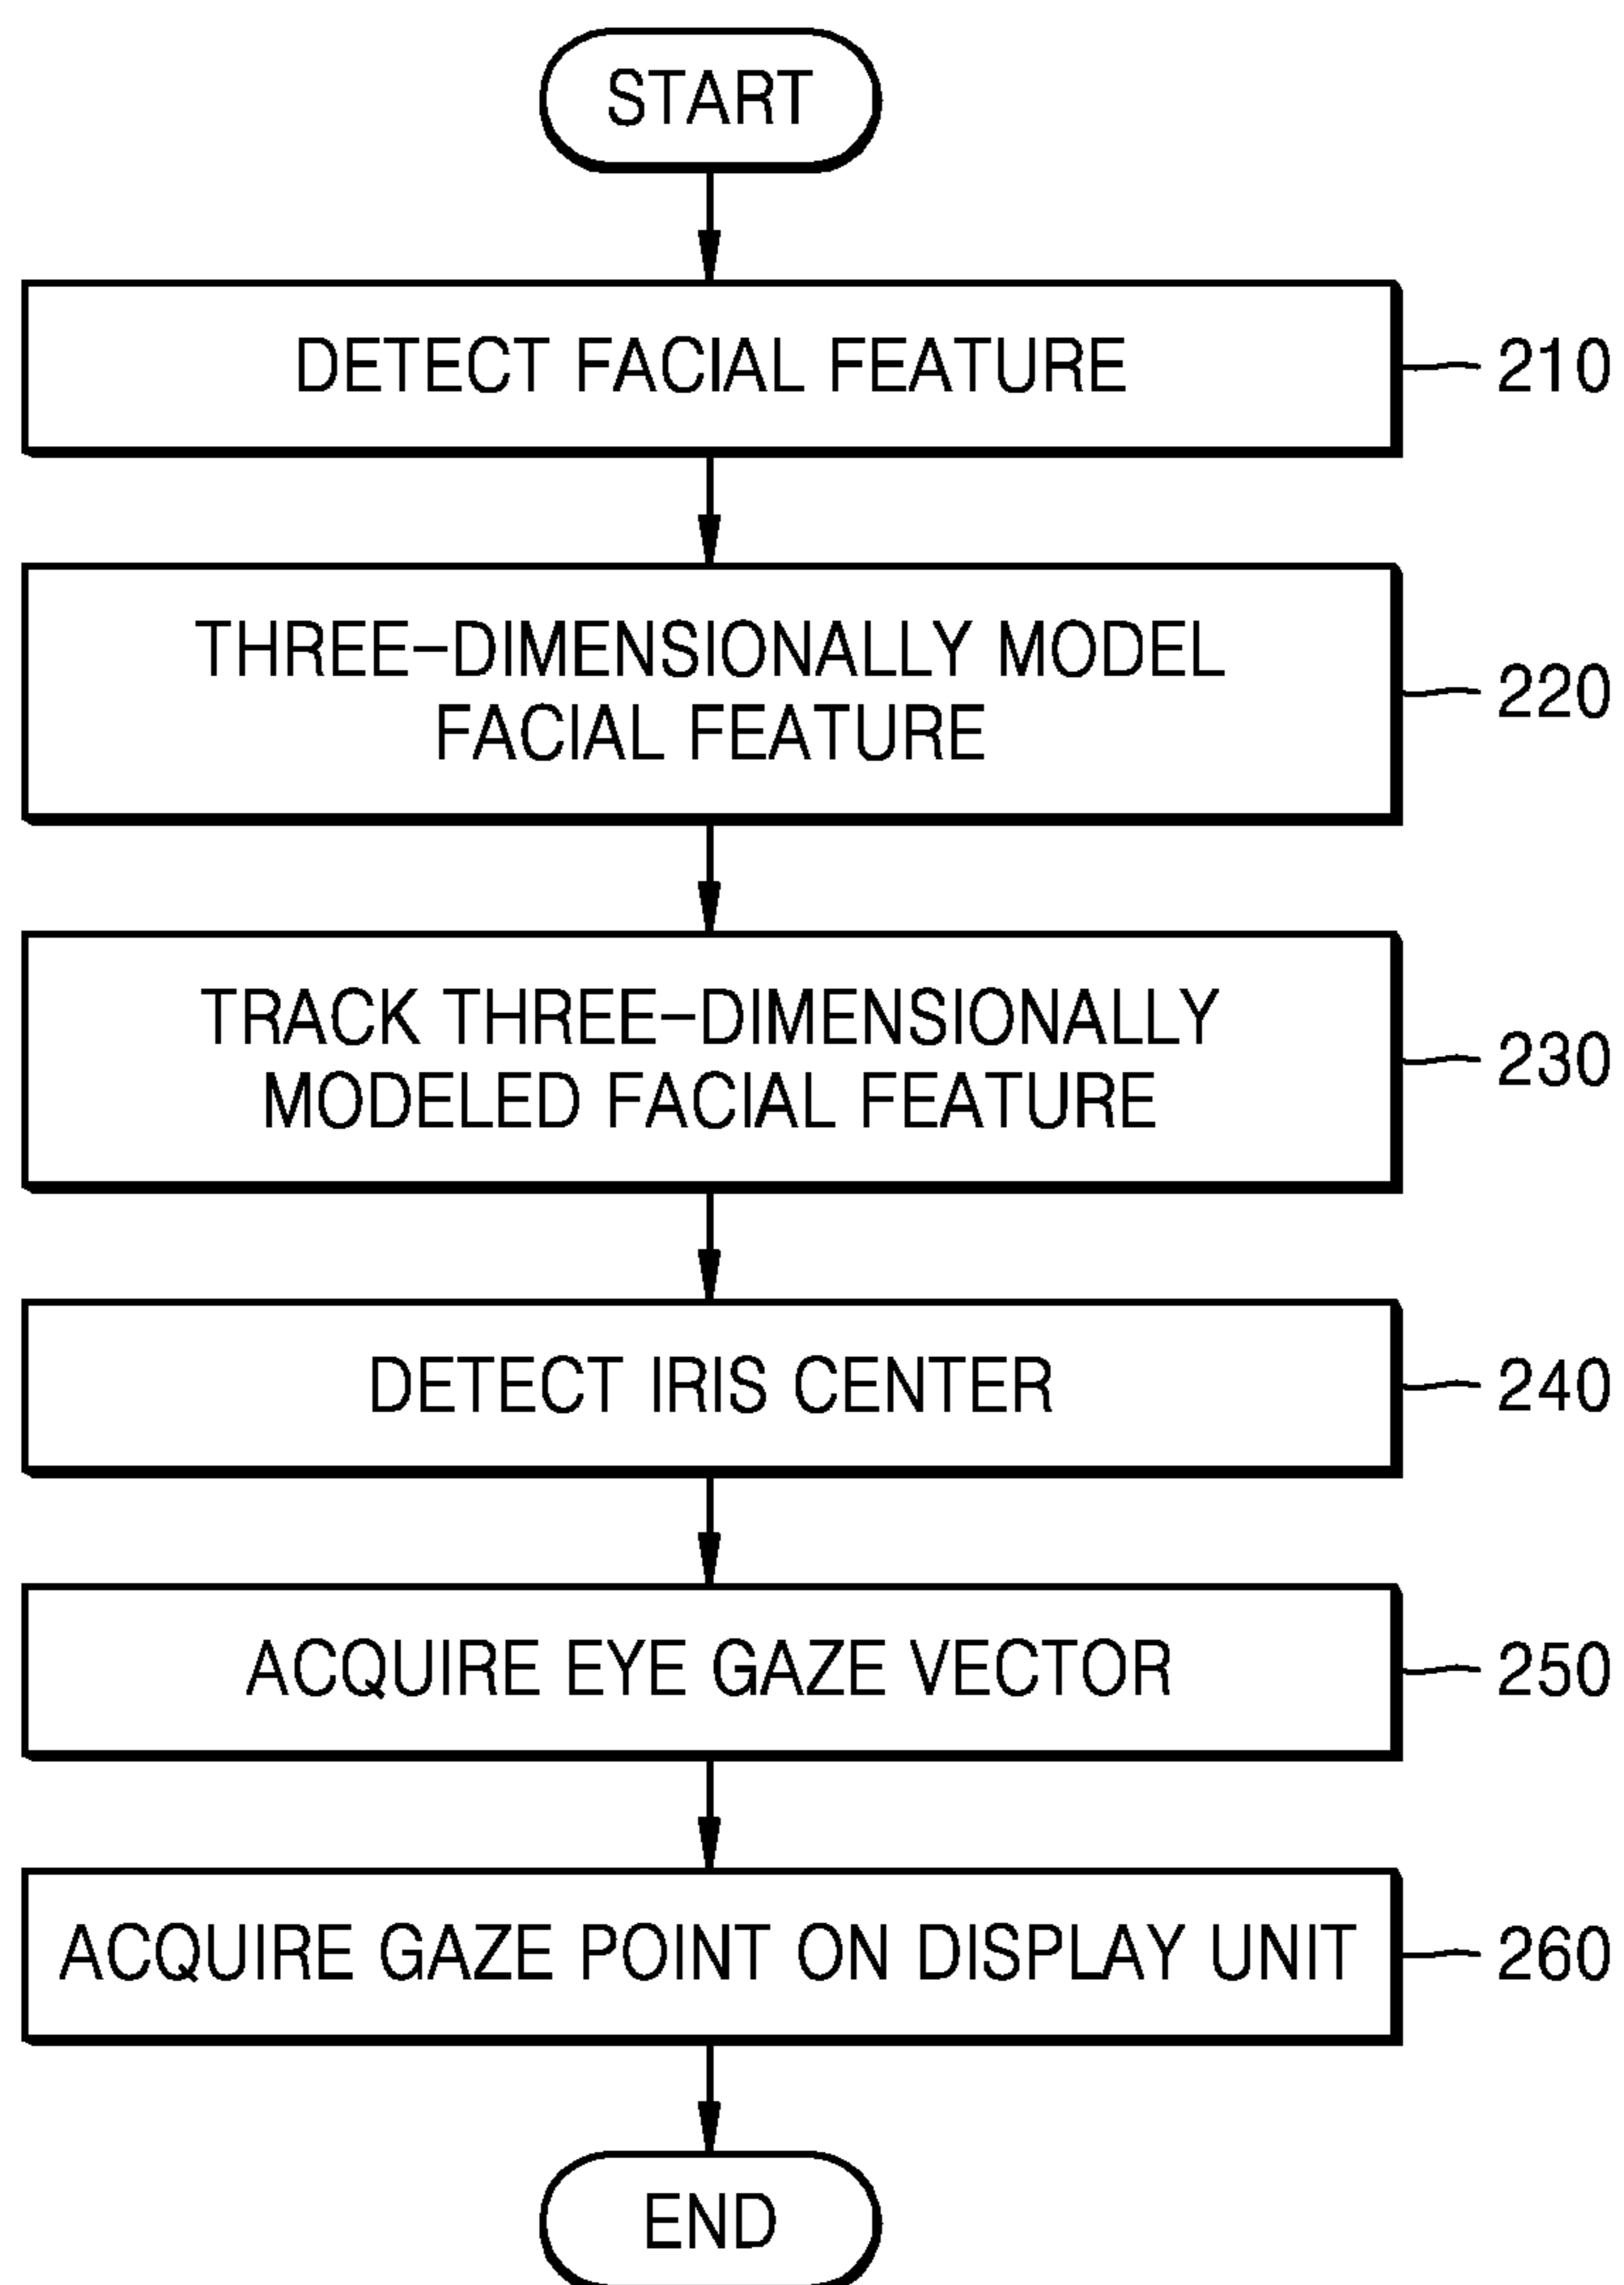 START
DETECT FACIAL FEATURE
210
THREE-DIMENSIONALLY MODEL
FACIAL FEATURE
220
TRACK THREE-DIMENSIONALLY
MODELED FACIAL FEATURE
230
DETECT IRIS CENTER
240
ACQUIRE EYE GAZE VECTOR
250
ACQUIRE GAZE POINT ON DISPLAY UNIT
260
END